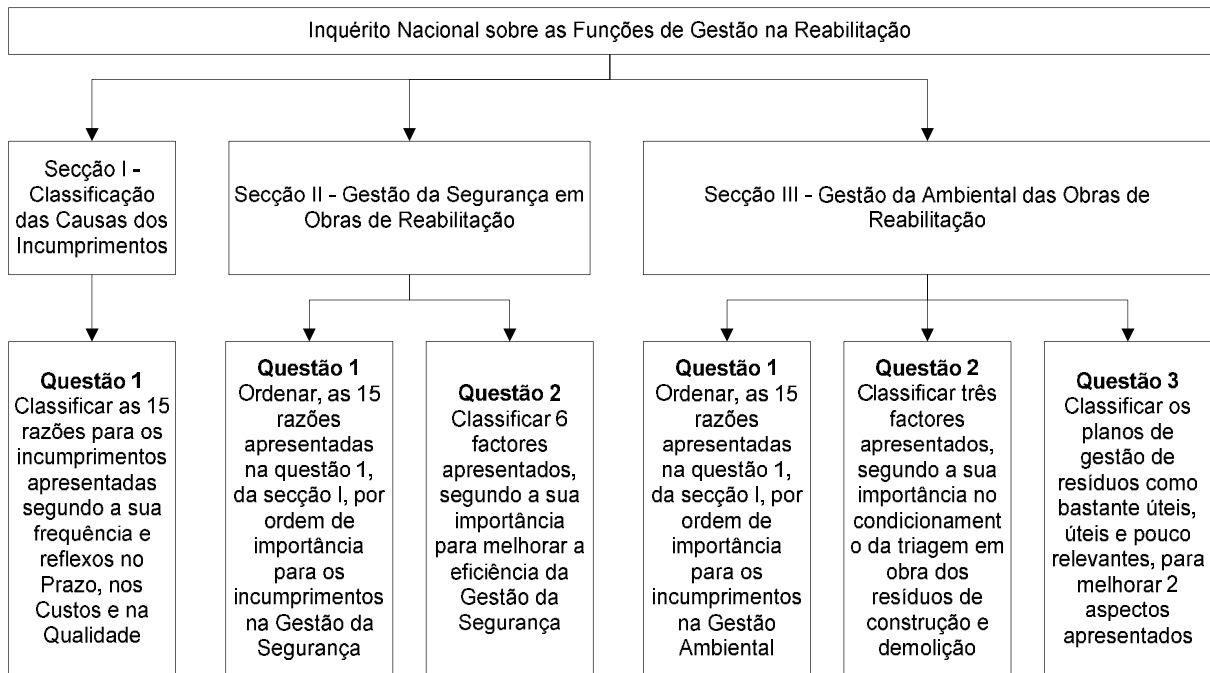 Inquérito Nacional sobre as Funções de Gestão na Reabilitação
Secção I -
Classificação
das Causas dos
Incumprimentos
Secção II - Gestão da Segurança em
Obras de Reabilitação
Secção III - Gestão da Ambiental das Obras de
Reabilitação
Questão 1
Classificar as 15
razões para os
incumprimentos
apresentadas
segundo a sua
frequência e
reflexos no
Prazo, nos
Custos e na
Qualidade
Questão 1
Ordenar, as 15
razões
apresentadas
na questão 1,
da secção I, por
ordem de
importância
para os
incumprimentos
na Gestão da
Segurança
Questão 2
Classificar 6
factores
apresentados,
segundo a sua
importância
para melhorar a
eficiência da
Gestão da
Segurança
Questão 1
Ordenar, as 15
razões
apresentadas
na questão 1,
da secção I, por
ordem de
importância
para os
incumprimentos
na Gestão
Ambiental
Questão 2
Classificar três
factores
apresentados,
segundo a sua
importância no
condicionament
o da triagem em
obra dos
resíduos de
construção e
demolição
Questão 3
Classificar os
planos de
gestão de
resíduos como
bastante úteis,
úteis e pouco
relevantes, para
melhorar 2
aspectos
apresentados